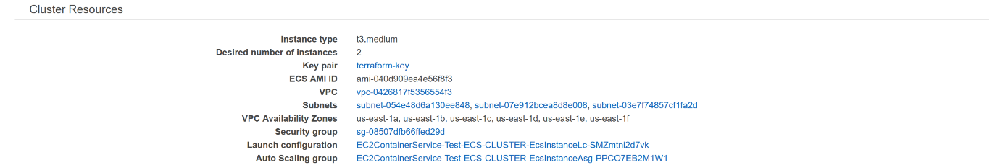 Cluster Resources
Instance type t3.medium
Desired number of instances 2
Key pair terraform-key
ECS AMI ID ami-040d909ea4e56f8f3
VPC vpc-0426817f5356554f3
Subnets subnet-054e48d6a130ee848, subnet-07e912bcea8d8e008, subnet-03e7f74857cf1fa2d
VPC Availability Zones us-east-1a, us-east-1b, us-east-1c, us-east-1d, us-east-1e, us-east-1f
Security group sg-08507dfb66ffed29d
Launch configuration EC2ContainerService-Test-ECS-CLUSTER-EcsInstanceLc-SMZmtni2d7vk
Auto Scaling group EC2ContainerService-Test-ECS-CLUSTER-EcsInstanceAsg-PPCO7EB2M1W1